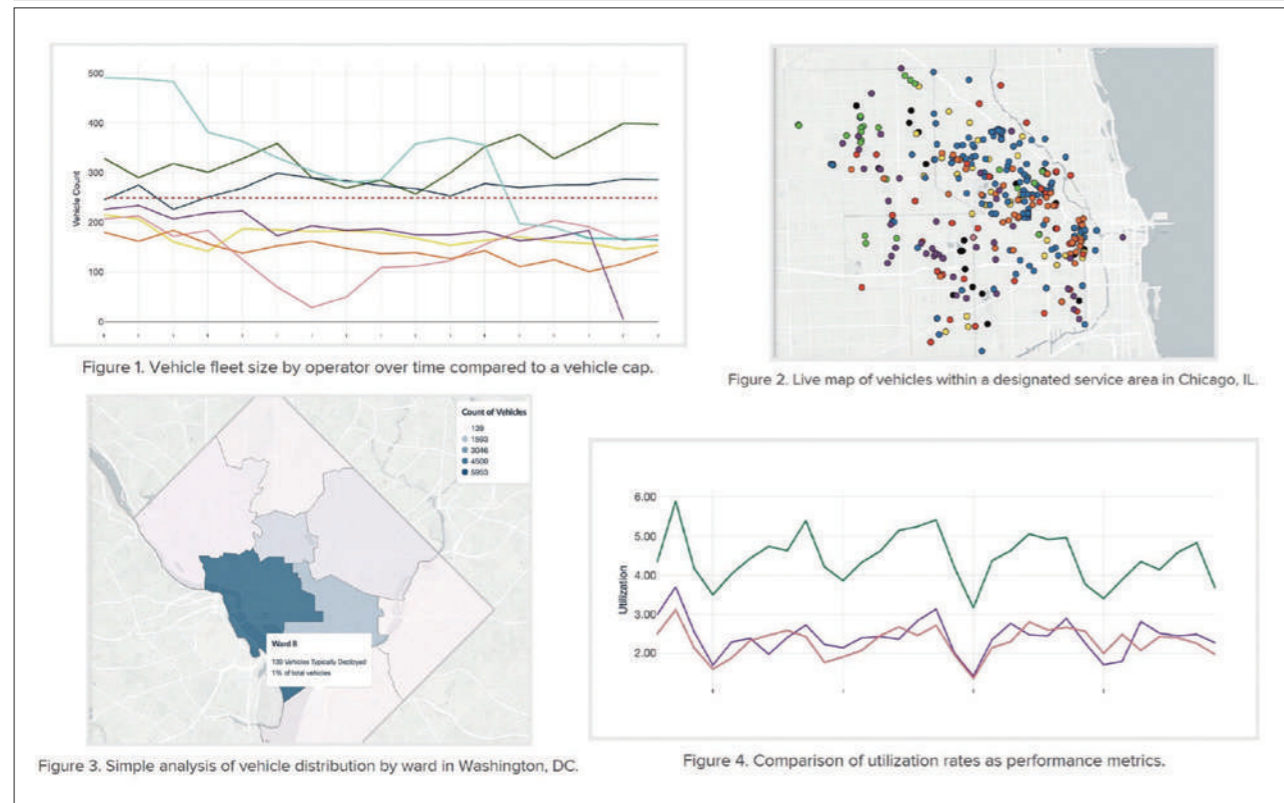 500
400
300
200
100
0
Vehicle Count
Figure 1. Vehicle fleet size by operator over time compared to a vehicle cap.
Figure 2. Live map of vehicles within a designated service area in Chicago, IL.
Count of Vehicles
139
1593
3046
4500
5953
Ward 8
139 Vehicles Typically Deployed
1% of total vehicles
Figure 3. Simple analysis of vehicle distribution by ward in Washington, DC.
6.00
5.00
4.00
3.00
2.00
Utilization
Figure 4. Comparison of utilization rates as performance metrics.